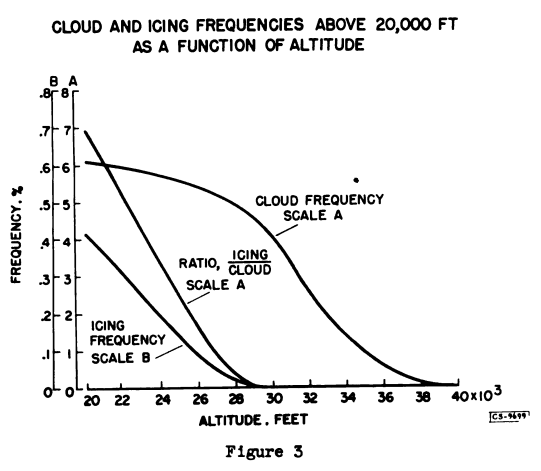 CLOUD AND ICING FREQUENCIES ABOVE 20,000 FT
AS A FUNCTION OF ALTITUDE
B A
.8 8
.7 7
.6 6
.5 5
.4 4
.3 3
.2 2
.1 1
0 0
FREQUENCY, %
CLOUD FREQUENCY
SCALE A
RATIO, ICING
CLOUD
SCALE A
ICING
FREQUENCY
SCALE B
20 22 24 26 28 30 32 34 36 38 40x10³
ALTITUDE, FEET
CS-9699
Figure 3